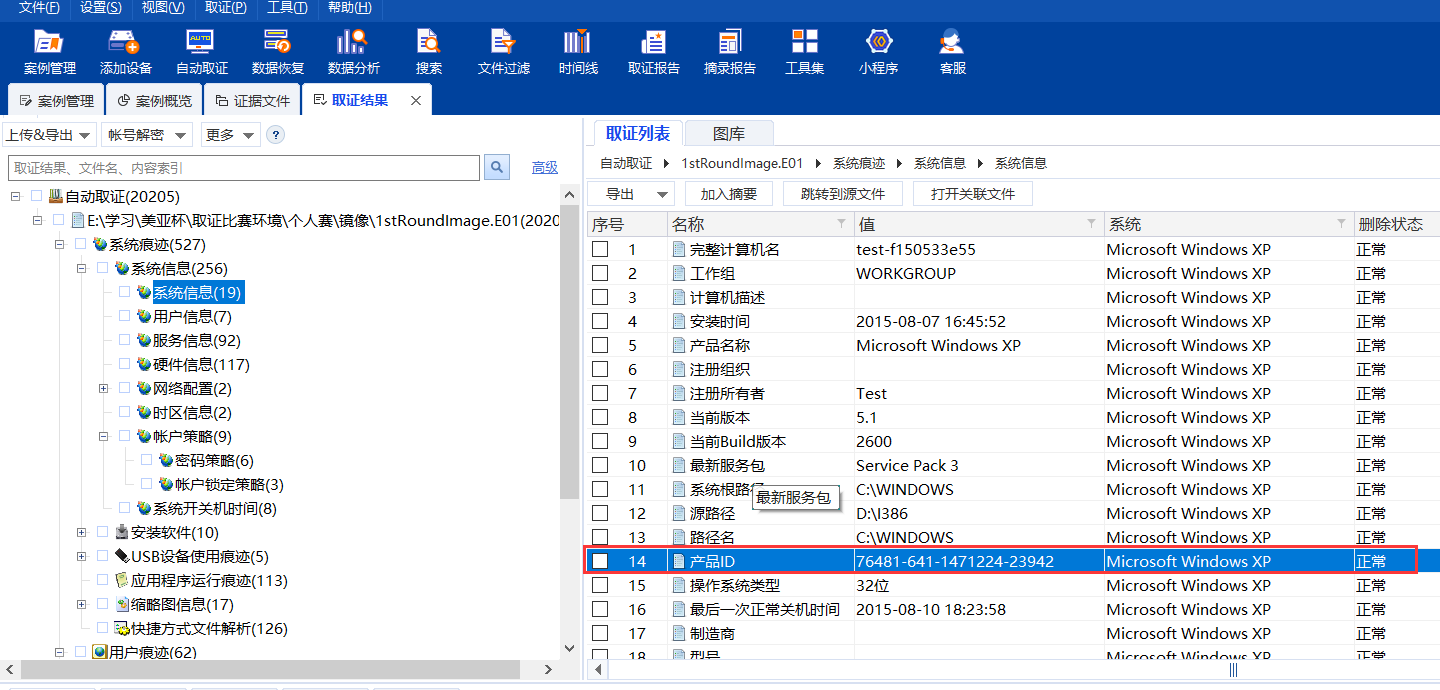 文件(F) 设置(S) 视图(V) 取证(P) 工具(T) 帮助(H)
AUTO
案例管理 添加设备 自动取证 数据恢复 数据分析 搜索 文件过滤 时间线 取证报告 摘录报告 工具集 小程序 客服
案例管理 案例概览 证据文件 取证结果
上传&导出 帐号解密 更多 ?
取证结果、文件名、内容索引 高级
自动取证(20205)
E:\学习\美亚杯\取证比赛环境\个人赛\镜像\1stRoundImage.E01(2020
系统痕迹(527)
系统信息(256)
系统信息(19)
用户信息(7)
服务信息(92)
硬件信息(117)
网络配置(2)
时区信息(2)
帐户策略(9)
密码策略(6)
帐户锁定策略(3)
系统开关机时间(8)
安装软件(10)
USB设备使用痕迹(5)
应用程序运行痕迹(113)
缩略图信息(17)
快捷方式文件解析(126)
用户痕迹(62)
取证列表 图库
自动取证 1stRoundImage.E01 系统痕迹 系统信息 系统信息
导出 加入摘要 跳转到源文件 打开关联文件
序号 名称 值 系统 删除状态
1 完整计算机名 test-f150533e55 Microsoft Windows XP 正常
2 工作组 WORKGROUP Microsoft Windows XP 正常
3 计算机描述 Microsoft Windows XP 正常
4 安装时间 2015-08-07 16:45:52 Microsoft Windows XP 正常
5 产品名称 Microsoft Windows XP Microsoft Windows XP 正常
6 注册组织 Microsoft Windows XP 正常
7 注册所有者 Test Microsoft Windows XP 正常
8 当前版本 5.1 Microsoft Windows XP 正常
9 当前Build版本 2600 Microsoft Windows XP 正常
10 最新服务包 Service Pack 3 Microsoft Windows XP 正常
11 系统根路径 C:\WINDOWS Microsoft Windows XP 正常
最新服务包
12 源路径 D:\I386 Microsoft Windows XP 正常
13 路径名 C:\WINDOWS Microsoft Windows XP 正常
14 产品ID 76481-641-1471224-23942 Microsoft Windows XP 正常
15 操作系统类型 32位 Microsoft Windows XP 正常
16 最后一次正常关机时间 2015-08-10 18:23:58 Microsoft Windows XP 正常
17 制造商 Microsoft Windows XP 正常
18 型号 Microsoft Windows XP 正常